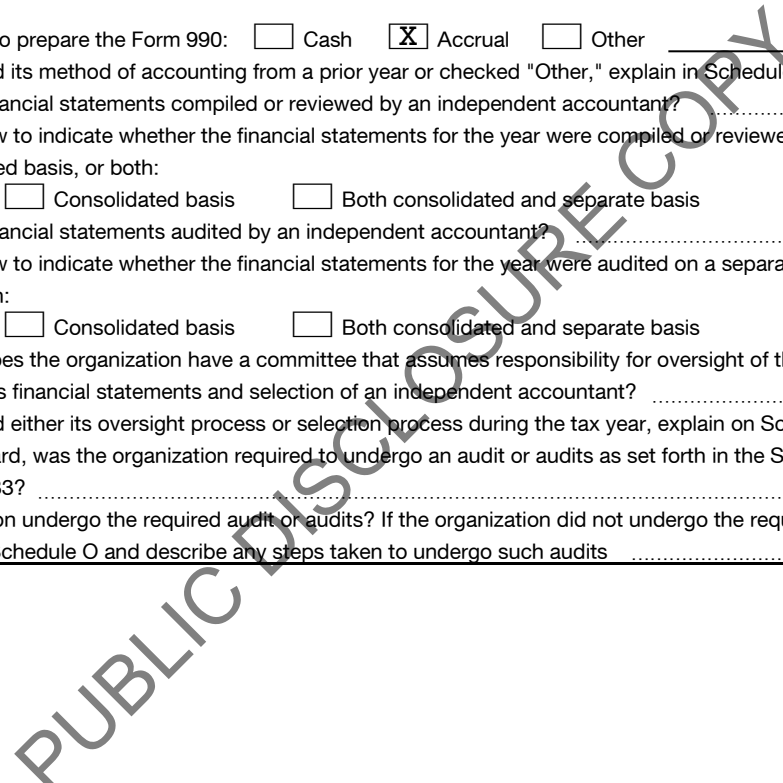 o prepare the Form 990: Cash X Accrual Other
d its method of accounting from a prior year or checked "Other," explain in Schedul
ancial statements compiled or reviewed by an independent accountant?
w to indicate whether the financial statements for the year were compiled or reviewe
ed basis, or both:
Consolidated basis Both consolidated and separate basis
ancial statements audited by an independent accountant?
w to indicate whether the financial statements for the year were audited on a separa
n:
Consolidated basis Both consolidated and separate basis
oes the organization have a committee that assumes responsibility for oversight of th
s financial statements and selection of an independent accountant?
d either its oversight process or selection process during the tax year, explain on Sc
ard, was the organization required to undergo an audit or audits as set forth in the S
33?
on undergo the required audit or audits? If the organization did not undergo the requ
Schedule O and describe any steps taken to undergo such audits
PUBLIC DISCLOSURE COPY